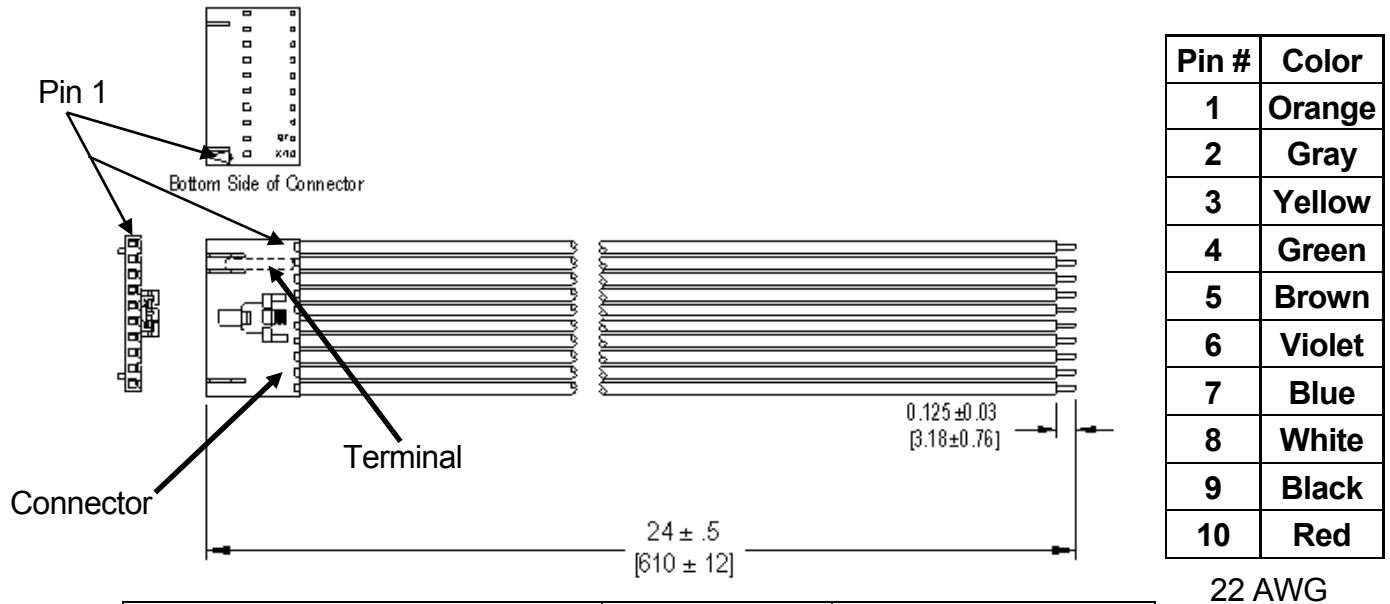 Pin 1
Bottom Side of Connector
Terminal
Connector
0.125±0.03
[3.18±0.76]
24 ± .5
[610 ± 12]
Pin # Color
1 Orange
2 Gray
3 Yellow
4 Green
5 Brown
6 Violet
7 Blue
8 White
9 Black
10 Red
22 AWG